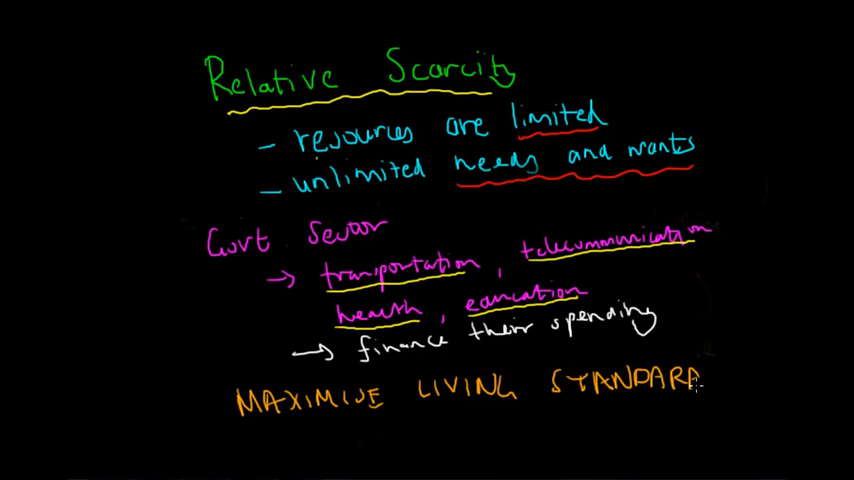 Relative Scarcity
- resources are limited
- unlimited needs and wants
Govt Sector
→ transportation, telecommunication
health, education
→ finance their spending
MAXIMISE LIVING STANDARD